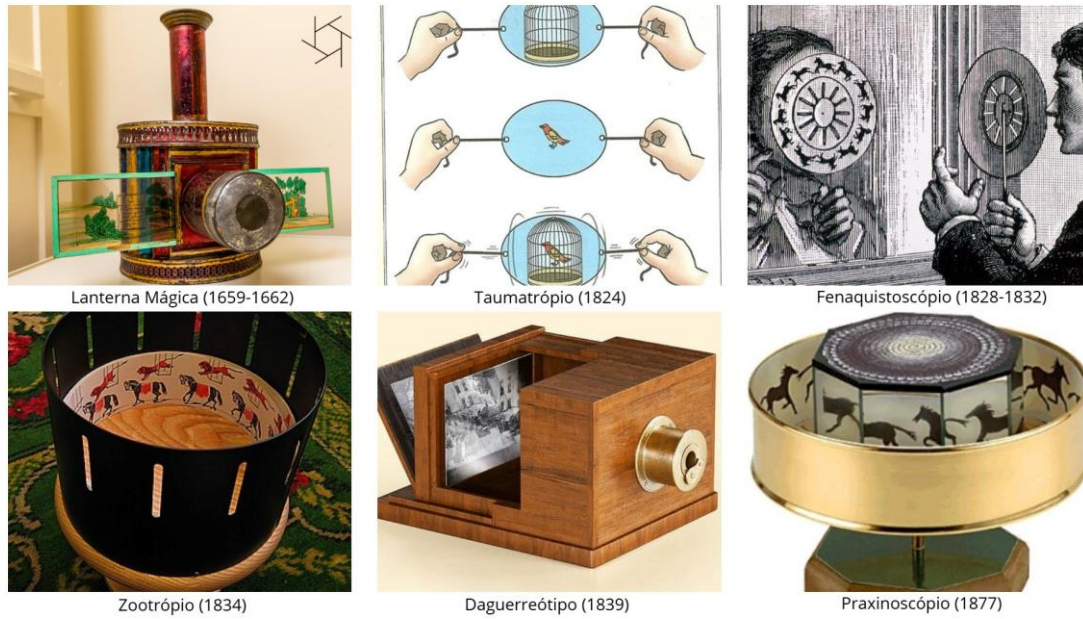 Lanterna Mágica (1659-1662)
Taumatrópio (1824)
Fenaquistoscópio (1828-1832)
Zootrópio (1834)
Daguerreótipo (1839)
Praxinoscópio (1877)